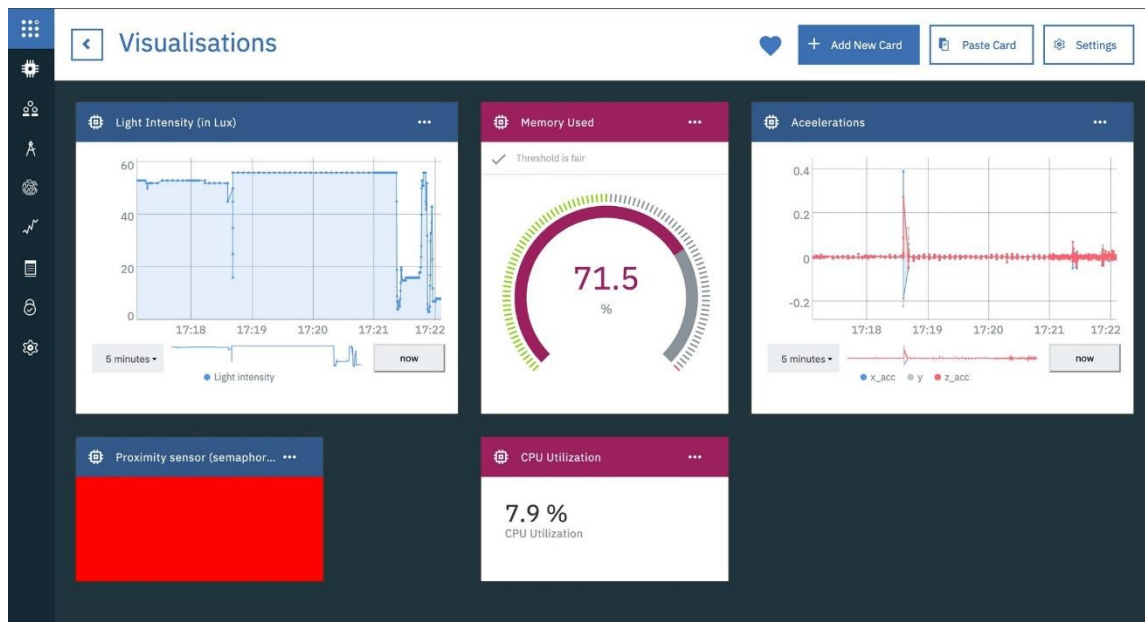 Visualisations
+ Add New Card
Paste Card
Settings
Light Intensity (in Lux)
60
40
20
0
17:18 17:19 17:20 17:21 17:22
5 minutes
now
Light intensity
Memory Used
Threshold is fair
71.5
%
Aceelerations
0.4
0.2
0
-0.2
17:18 17:19 17:20 17:21 17:22
5 minutes
now
x_acc y z_acc
Proximity sensor (semaphor...
CPU Utilization
7.9 %
CPU Utilization